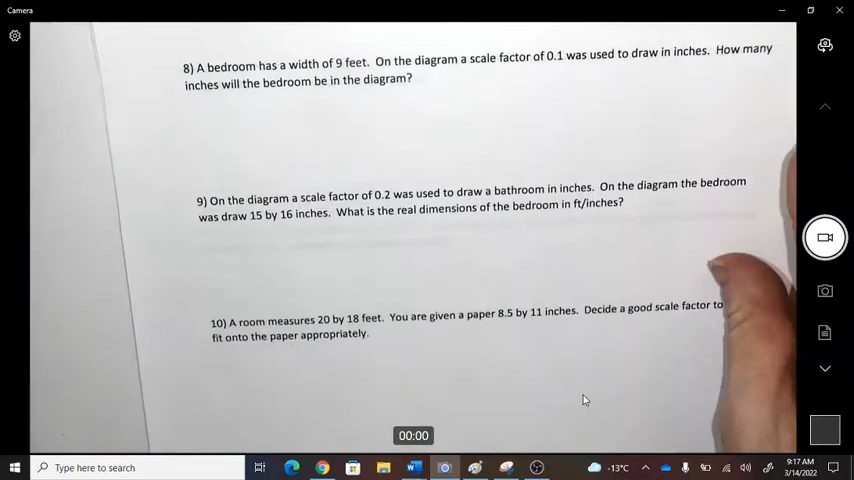 Camera
8) A bedroom has a width of 9 feet. On the diagram a scale factor of 0.1 was used to draw in inches. How many
inches will the bedroom be in the diagram?
9) On the diagram a scale factor of 0.2 was used to draw a bathroom in inches. On the diagram the bedroom
was draw 15 by 16 inches. What is the real dimensions of the bedroom in ft/inches?
10) A room measures 20 by 18 feet. You are given a paper 8.5 by 11 inches. Decide a good scale factor to
fit onto the paper appropriately.
00:00
Type here to search
-13°C
9:17 AM
3/14/2022